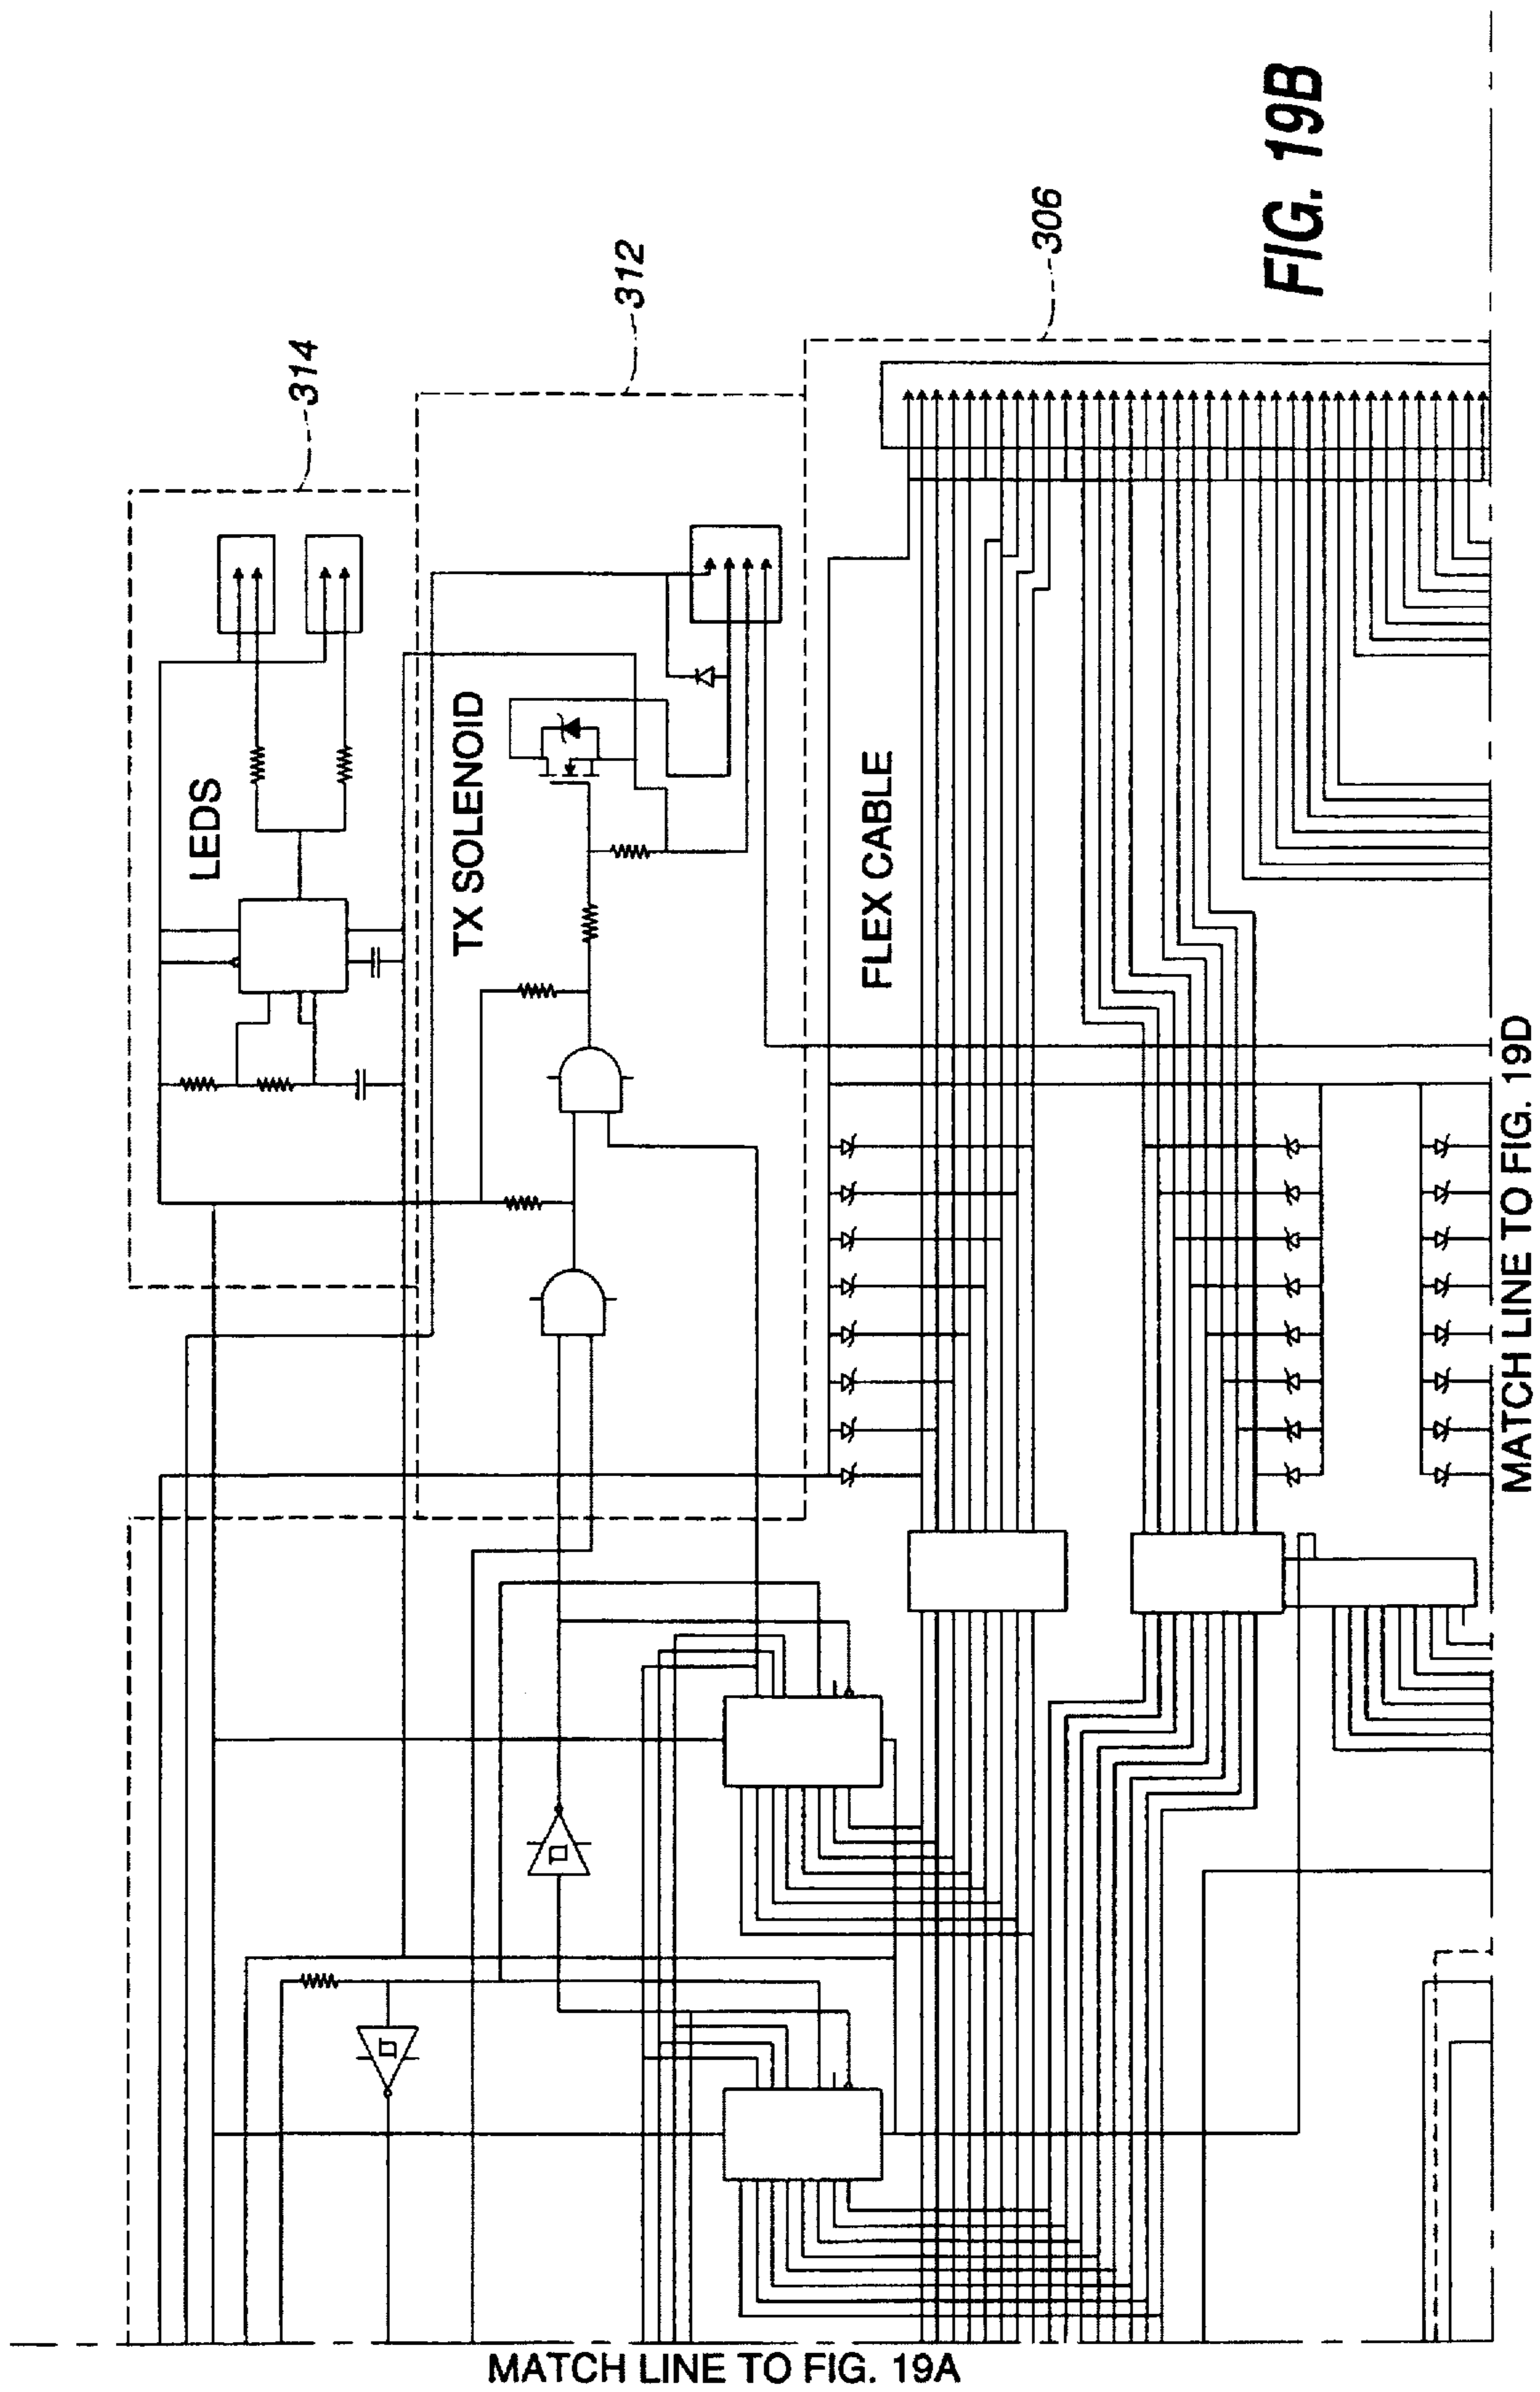 314
LEDS
312
TX SOLENOID
306
FLEX CABLE
FIG. 19B
MATCH LINE TO FIG. 19D
MATCH LINE TO FIG. 19A